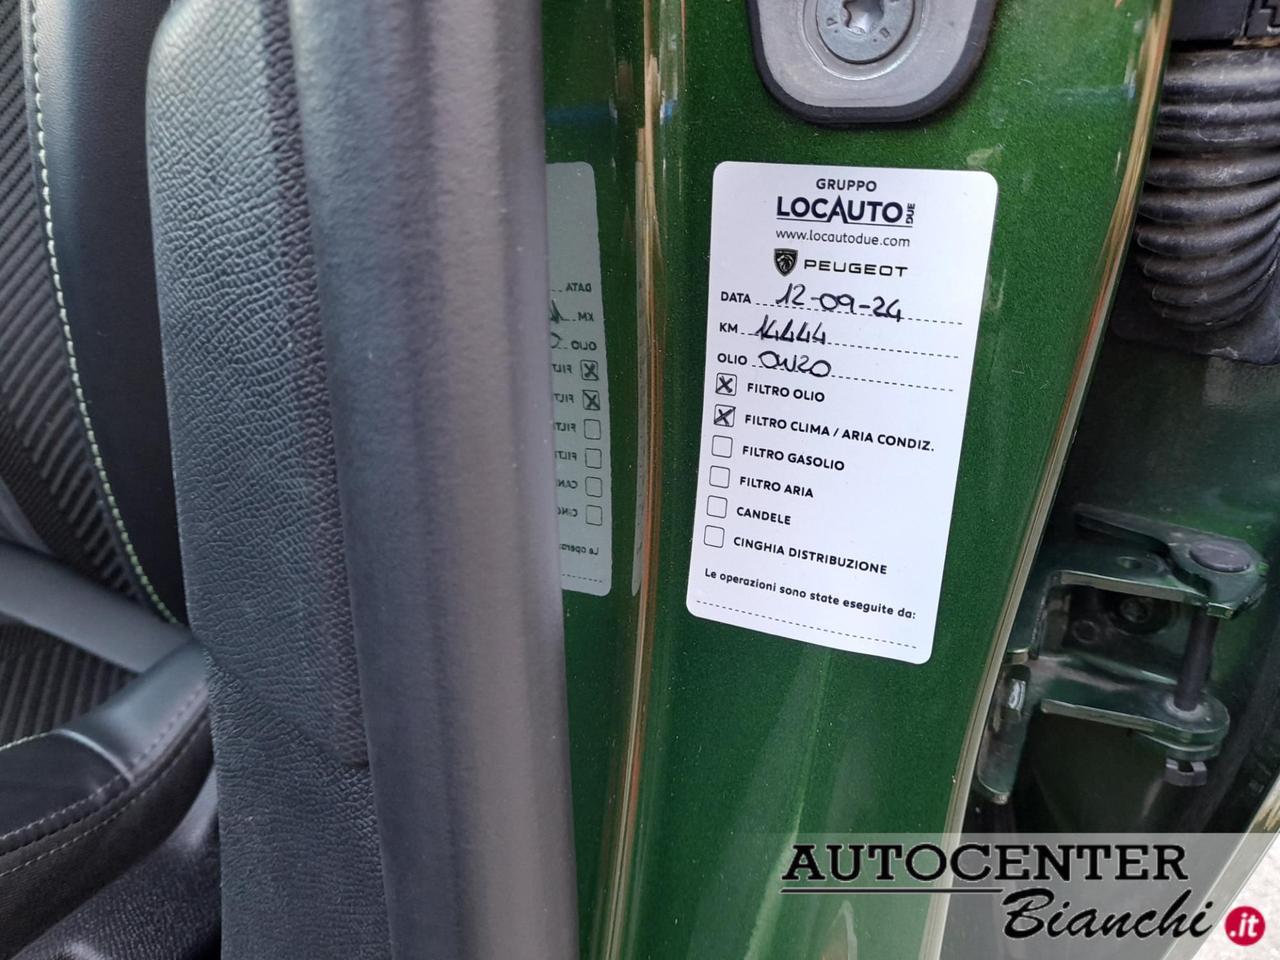 GRUPPO
LOCAUTO DUE
www.locautodue.com
PEUGEOT
DATA 12-09-24
KM 14444
OLIO 0W20
FILTRO OLIO
FILTRO CLIMA / ARIA CONDIZ.
FILTRO GASOLIO
FILTRO ARIA
CANDELE
CINGHIA DISTRIBUZIONE
Le operazioni sono state eseguite da:
AUTOCENTER
Bianchi.it